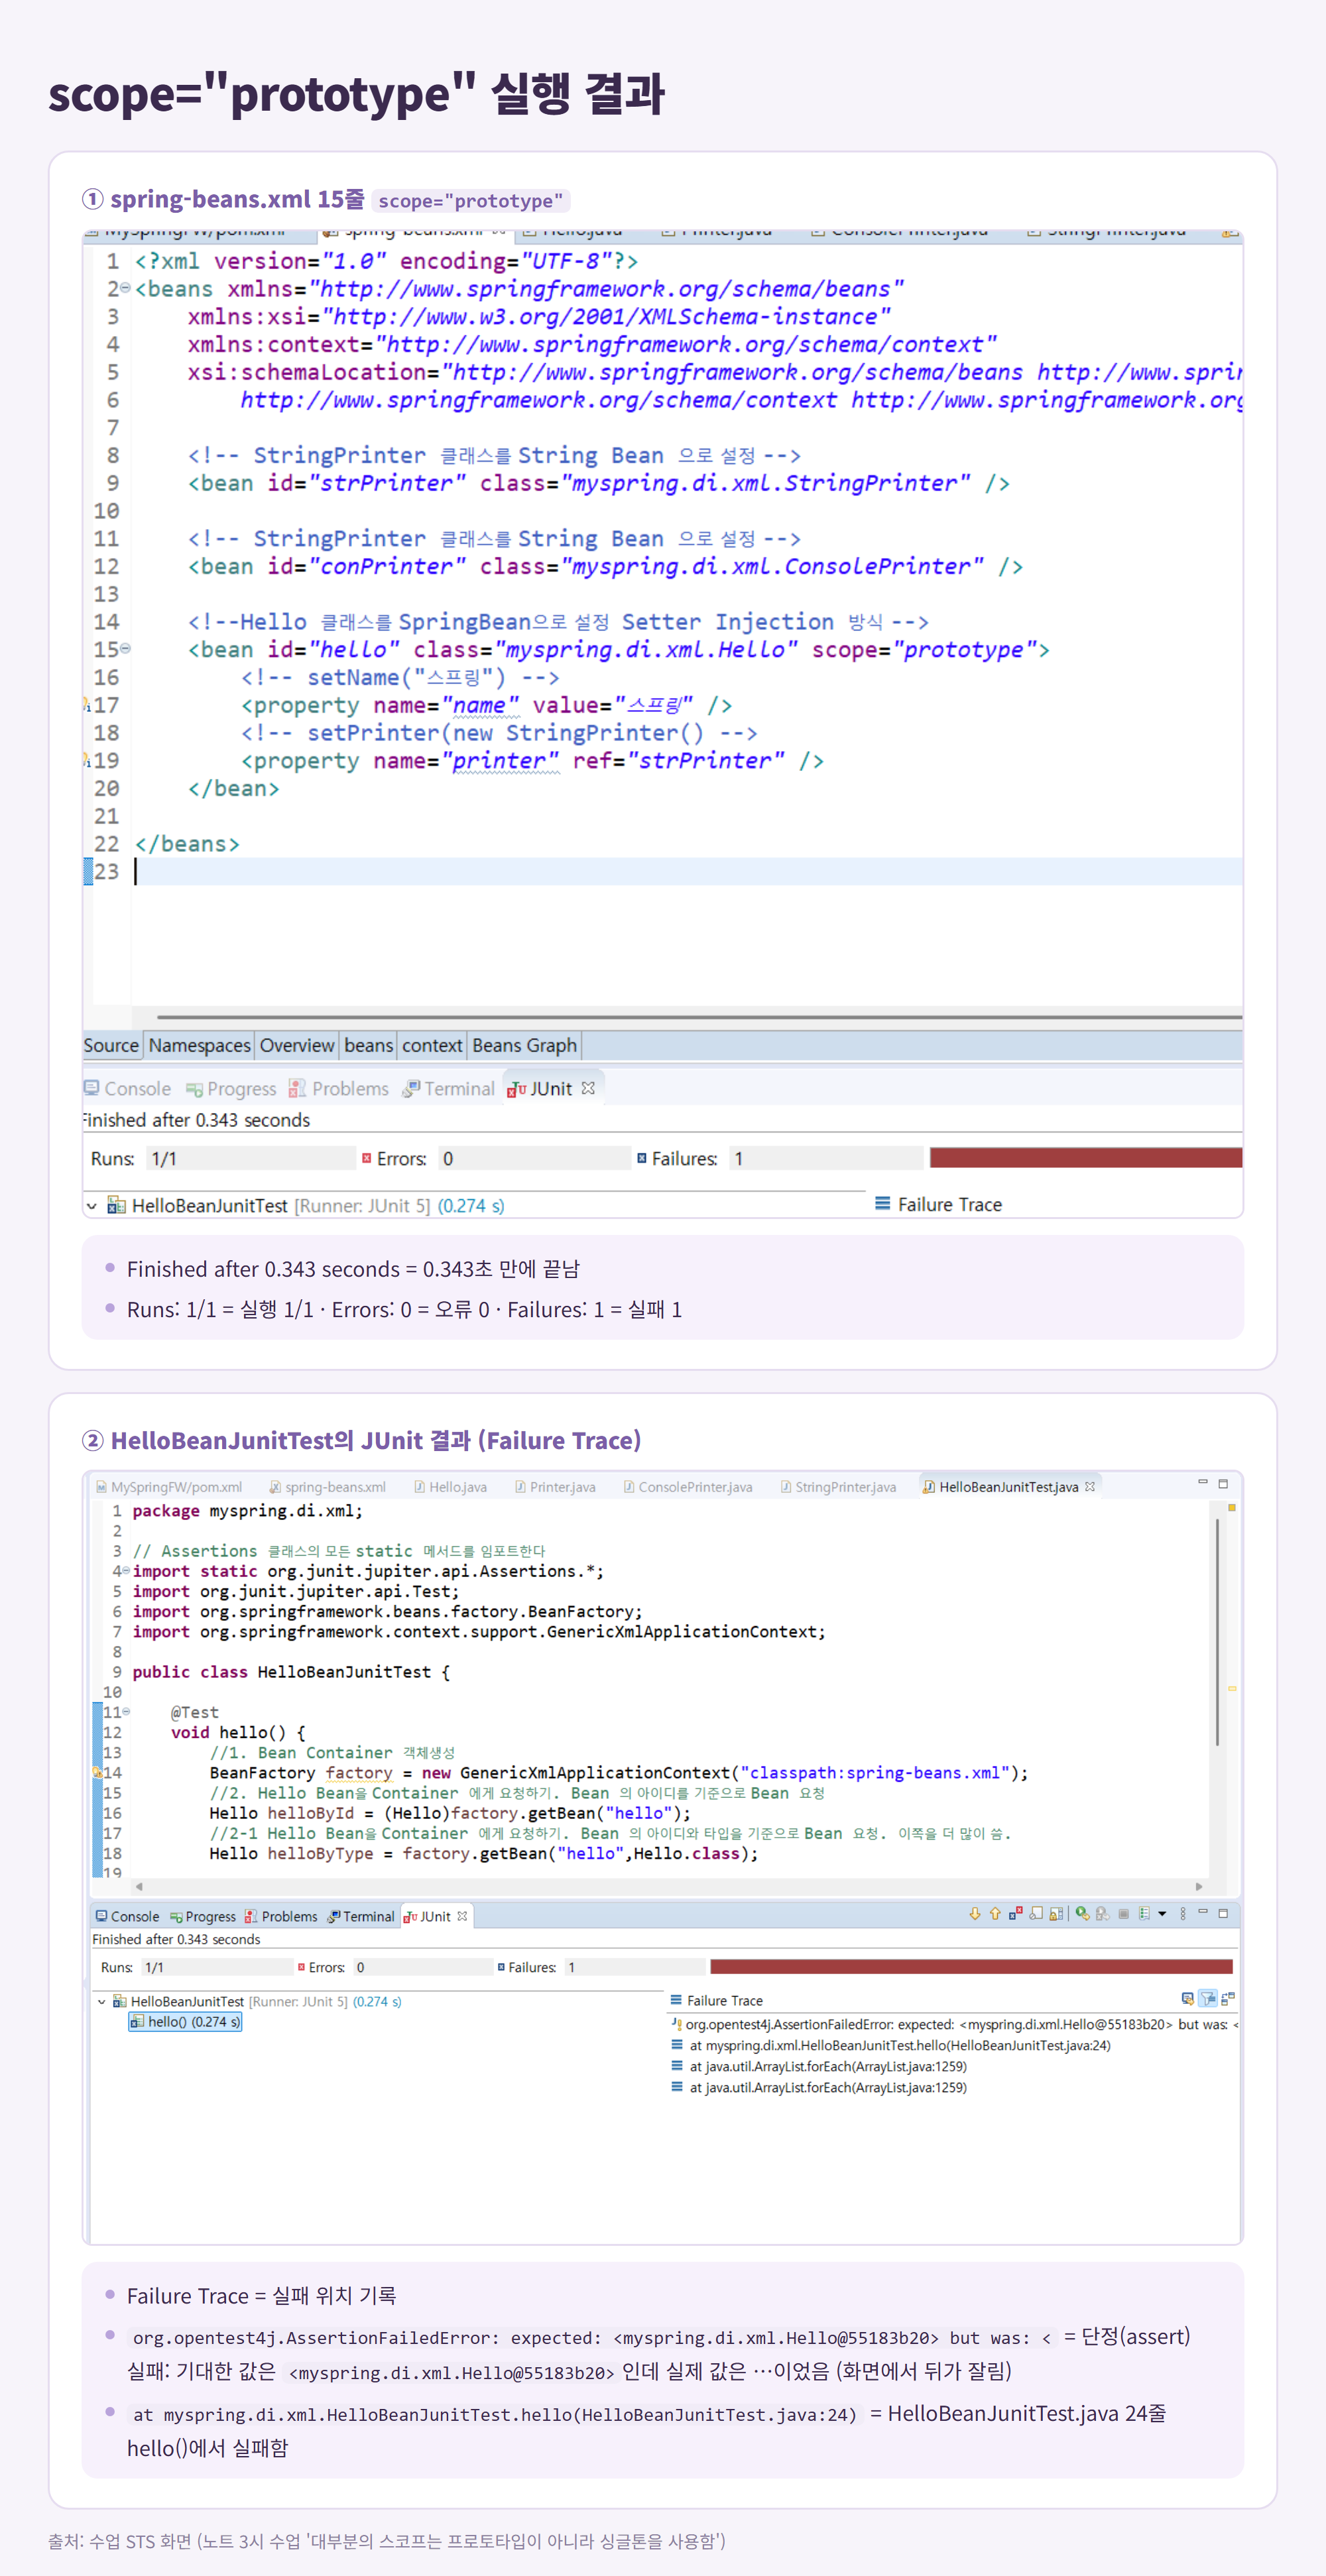 scope="prototype" 실행 결과
① spring-beans.xml 15줄 scope="prototype"
MySpringFW/pom.xml spring-beans.xml Hello.java Printer.java ConsolePrinter.java StringPrinter.java
1 <?xml version="1.0" encoding="UTF-8"?>
2 <beans xmlns="http://www.springframework.org/schema/beans"
3 xmlns:xsi="http://www.w3.org/2001/XMLSchema-instance"
4 xmlns:context="http://www.springframework.org/schema/context"
5 xsi:schemaLocation="http://www.springframework.org/schema/beans http://www.sprin
6 http://www.springframework.org/schema/context http://www.springframework.org
7
8 <!-- StringPrinter 클래스를 String Bean 으로 설정 -->
9 <bean id="strPrinter" class="myspring.di.xml.StringPrinter" />
10
11 <!-- StringPrinter 클래스를 String Bean 으로 설정 -->
12 <bean id="conPrinter" class="myspring.di.xml.ConsolePrinter" />
13
14 <!--Hello 클래스를 SpringBean으로 설정 Setter Injection 방식 -->
15 <bean id="hello" class="myspring.di.xml.Hello" scope="prototype">
16 <!-- setName("스프링") -->
17 <property name="name" value="스프링" />
18 <!-- setPrinter(new StringPrinter() -->
19 <property name="printer" ref="strPrinter" />
20 </bean>
21
22 </beans>
23
Source Namespaces Overview beans context Beans Graph
Console Progress Problems Terminal JUnit
Finished after 0.343 seconds
Runs: 1/1 Errors: 0 Failures: 1
HelloBeanJunitTest [Runner: JUnit 5] (0.274 s) Failure Trace
Finished after 0.343 seconds = 0.343초 만에 끝남
Runs: 1/1 = 실행 1/1 · Errors: 0 = 오류 0 · Failures: 1 = 실패 1
② HelloBeanJunitTest의 JUnit 결과 (Failure Trace)
MySpringFW/pom.xml spring-beans.xml Hello.java Printer.java ConsolePrinter.java StringPrinter.java HelloBeanJunitTest.java
1 package myspring.di.xml;
2
3 // Assertions 클래스의 모든 static 메서드를 임포트한다
4 import static org.junit.jupiter.api.Assertions.*;
5 import org.junit.jupiter.api.Test;
6 import org.springframework.beans.factory.BeanFactory;
7 import org.springframework.context.support.GenericXmlApplicationContext;
8
9 public class HelloBeanJunitTest {
10
11 @Test
12 void hello() {
13 //1. Bean Container 객체생성
14 BeanFactory factory = new GenericXmlApplicationContext("classpath:spring-beans.xml");
15 //2. Hello Bean을 Container 에게 요청하기. Bean 의 아이디를 기준으로 Bean 요청
16 Hello helloById = (Hello)factory.getBean("hello");
17 //2-1 Hello Bean을 Container 에게 요청하기. Bean 의 아이디와 타입을 기준으로 Bean 요청. 이쪽을 더 많이 씀.
18 Hello helloByType = factory.getBean("hello",Hello.class);
19
Console Progress Problems Terminal JUnit
Finished after 0.343 seconds
Runs: 1/1 Errors: 0 Failures: 1
HelloBeanJunitTest [Runner: JUnit 5] (0.274 s) Failure Trace
hello() (0.274 s)
org.opentest4j.AssertionFailedError: expected: <myspring.di.xml.Hello@55183b20> but was: <
at myspring.di.xml.HelloBeanJunitTest.hello(HelloBeanJunitTest.java:24)
at java.util.ArrayList.forEach(ArrayList.java:1259)
at java.util.ArrayList.forEach(ArrayList.java:1259)
Failure Trace = 실패 위치 기록
org.opentest4j.AssertionFailedError: expected: <myspring.di.xml.Hello@55183b20> but was: < = 단정(assert)
실패: 기대한 값은 <myspring.di.xml.Hello@55183b20> 인데 실제 값은 …이었음 (화면에서 뒤가 잘림)
at myspring.di.xml.HelloBeanJunitTest.hello(HelloBeanJunitTest.java:24) = HelloBeanJunitTest.java 24줄
hello()에서 실패함
출처: 수업 STS 화면 (노트 3시 수업 '대부분의 스코프는 프로토타입이 아니라 싱글톤을 사용함')